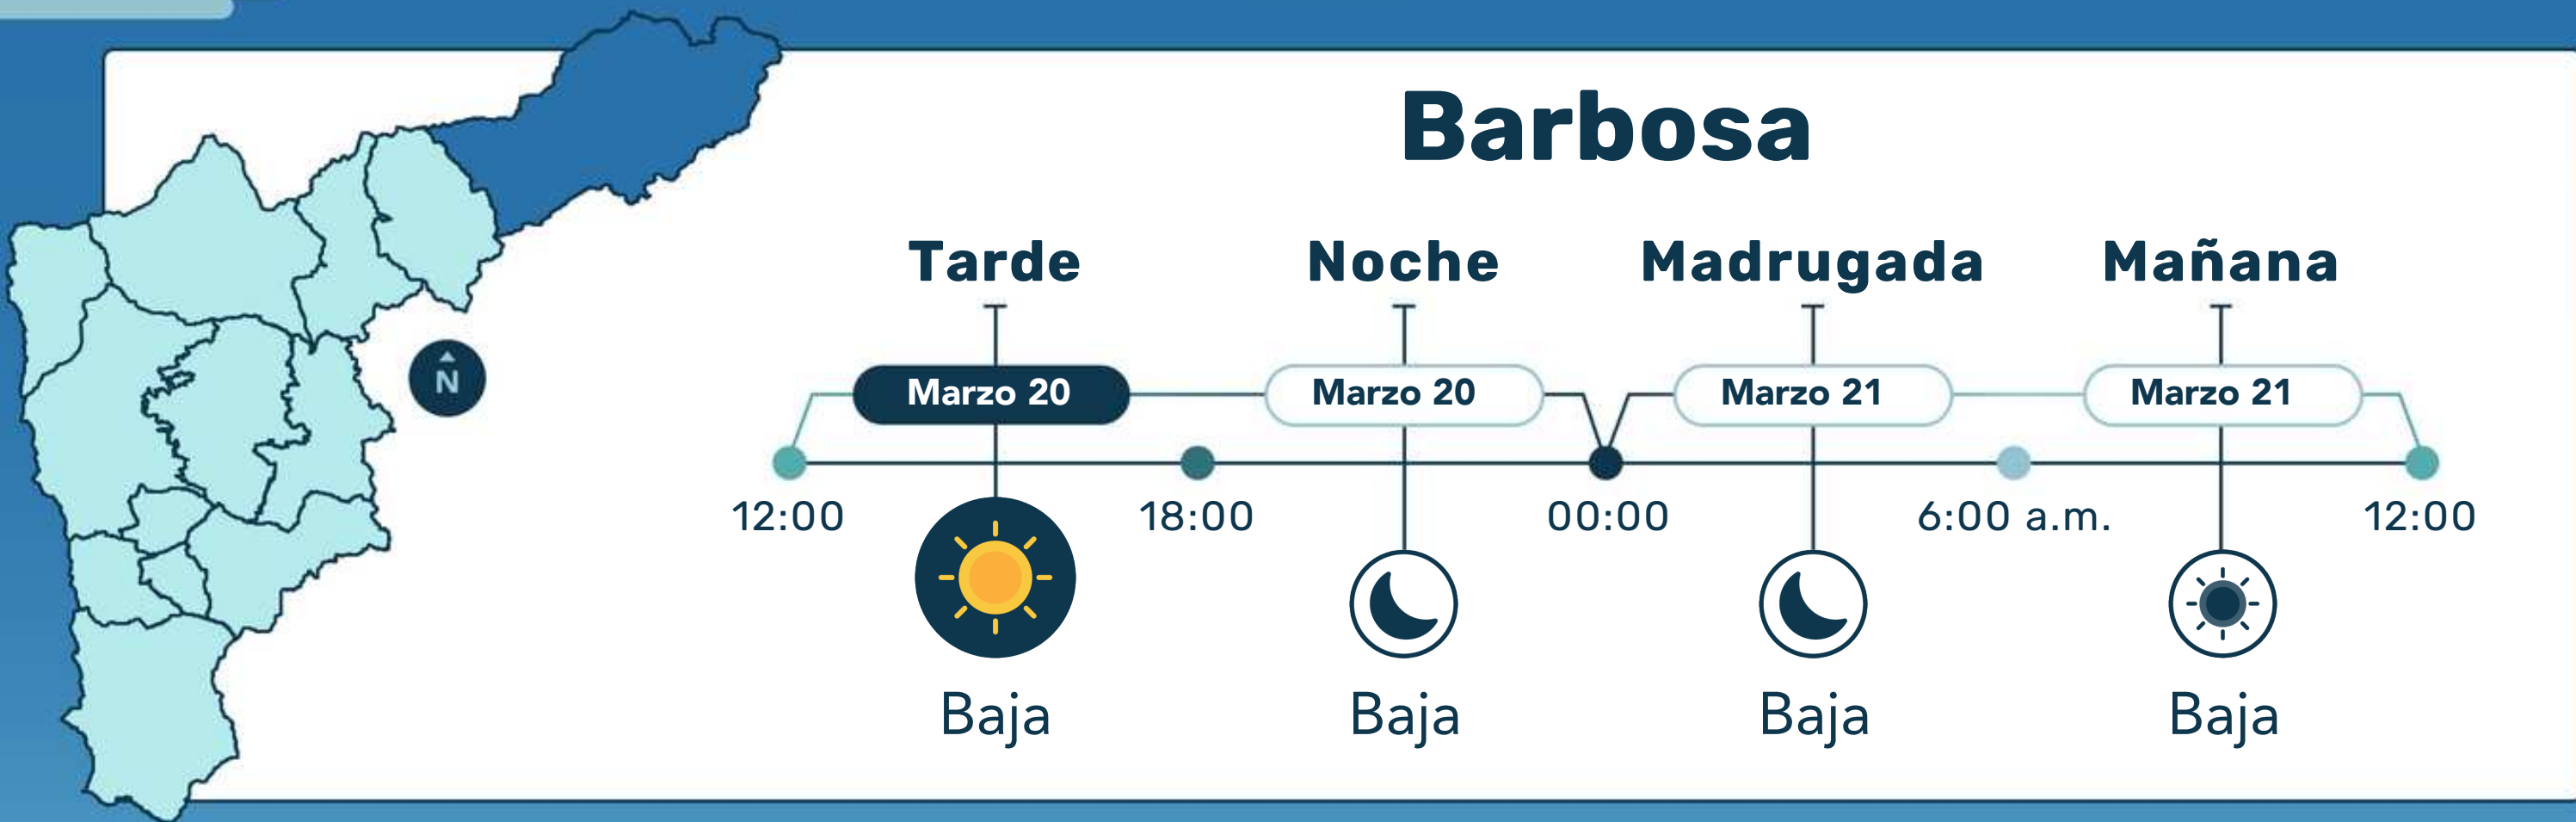 Barbosa
Tarde Noche Madrugada Mañana
Marzo 20 Marzo 20 Marzo 21 Marzo 21
N
12:00 18:00 00:00 6:00 a.m. 12:00
Baja Baja Baja Baja